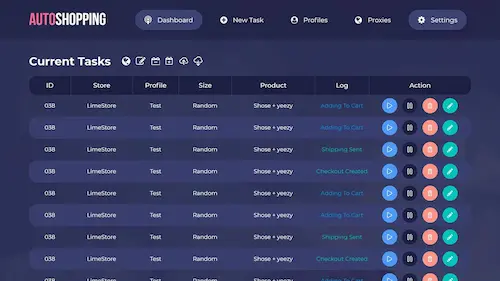 AUTOSHOPPING Dashboard New Task Profiles Proxies Settings
Current Tasks
ID Store Profile Size Product Log Action
038 LimeStore Test Random Shose + yeezy Adding To Cart
038 LimeStore Test Random Shose + yeezy Adding To Cart
038 LimeStore Test Random Shose + yeezy Shipping Sent
038 LimeStore Test Random Shose + yeezy Checkout Created
038 LimeStore Test Random Shose + yeezy Adding To Cart
038 LimeStore Test Random Shose + yeezy Adding To Cart
038 LimeStore Test Random Shose + yeezy Shipping Sent
038 LimeStore Test Random Shose + yeezy Checkout Created
038 LimeStore Test Random Shose + yeezy Adding To Cart